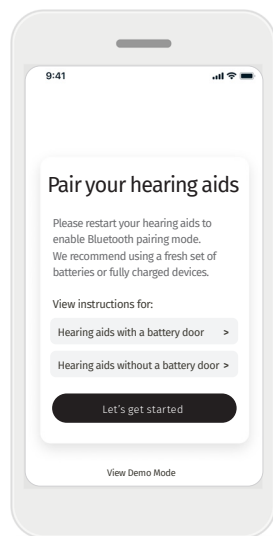 9:41
Pair your hearing aids
Please restart your hearing aids to
enable Bluetooth pairing mode.
We recommend using a fresh set of
batteries or fully charged devices.
View instructions for:
Hearing aids with a battery door >
Hearing aids without a battery door >
Let's get started
View Demo Mode